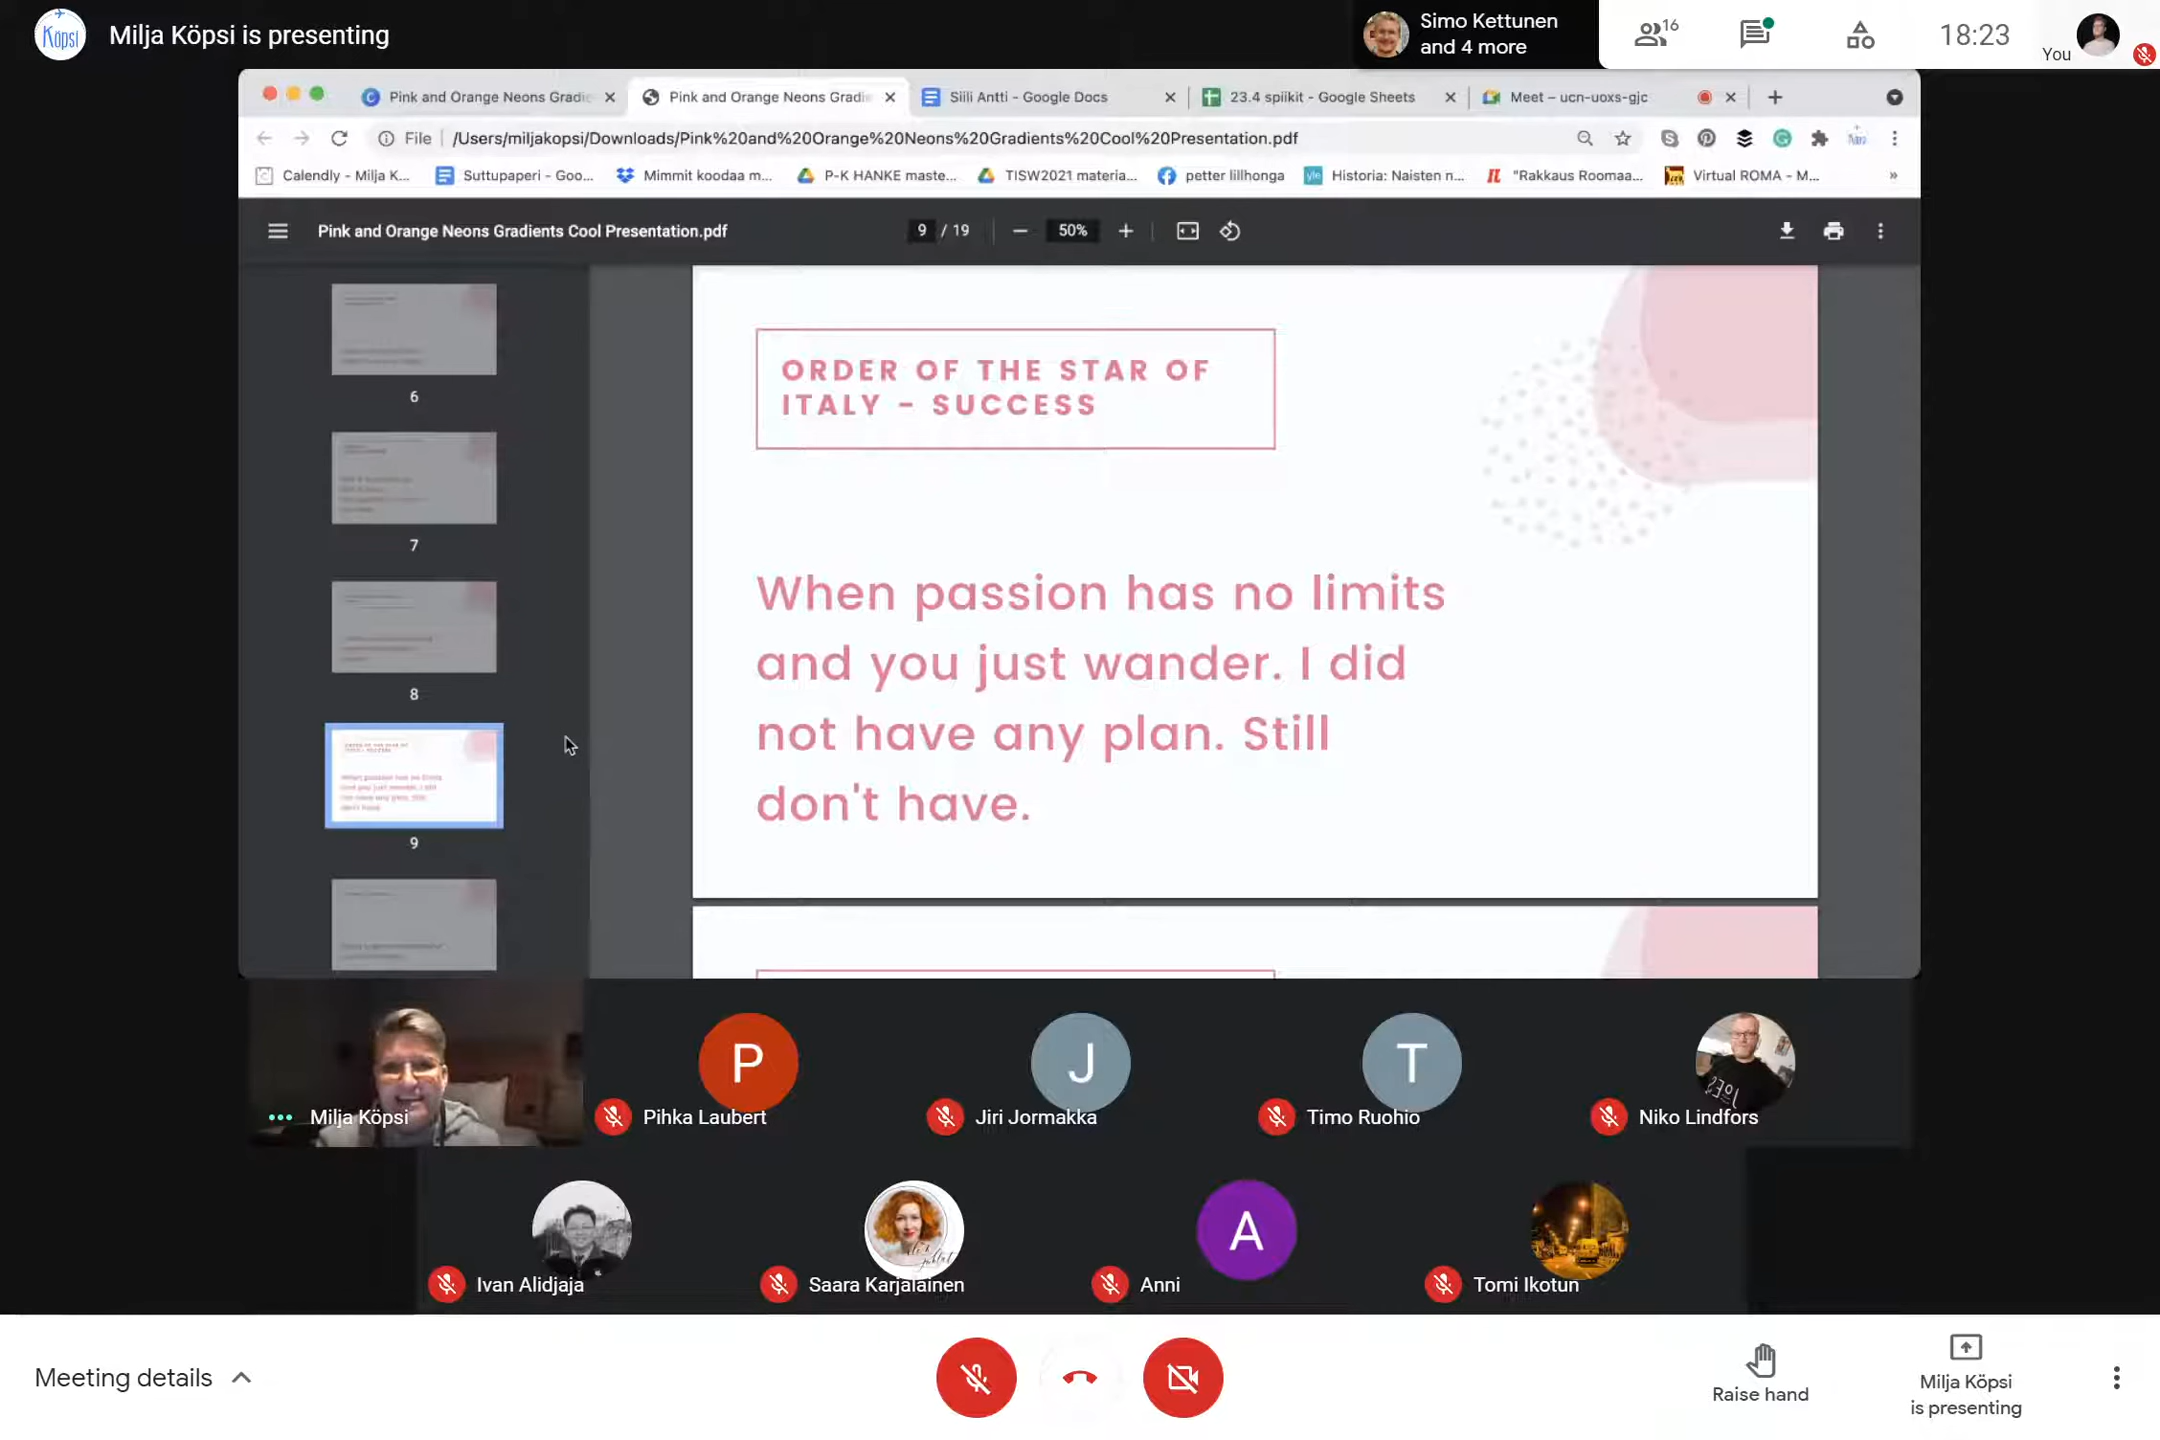 Köpsi
Milja Köpsi is presenting
Simo Kettunen
and 4 more
16
18:23
You
Pink and Orange Neons Gradie
Pink and Orange Neons Gradie
Siili Antti - Google Docs
23.4 spiikit - Google Sheets
Meet – ucn-uoxs-gjc
File
/Users/miljakopsi/Downloads/Pink%20and%20Orange%20Neons%20Gradients%20Cool%20Presentation.pdf
Calendly - Milja K...
Suttupaperi - Goo...
Mimmit koodaa m...
P-K HANKE maste...
TISW2021 materia...
petter lillhonga
yle
Historia: Naisten n...
"Rakkaus Roomaa...
Virtual ROMA - M...
»
Pink and Orange Neons Gradients Cool Presentation.pdf
9 / 19
50%
6
7
8
9
ORDER OF THE STAR OF
ITALY - SUCCESS
When passion has no limits
and you just wander. I did
not have any plan. Still
don't have.
Milja Köpsi
P
Pihka Laubert
J
Jiri Jormakka
T
Timo Ruohio
Niko Lindfors
Ivan Alidjaja
Saara Karjalainen
A
Anni
Tomi Ikotun
Meeting details
Raise hand
Milja Köpsi
is presenting